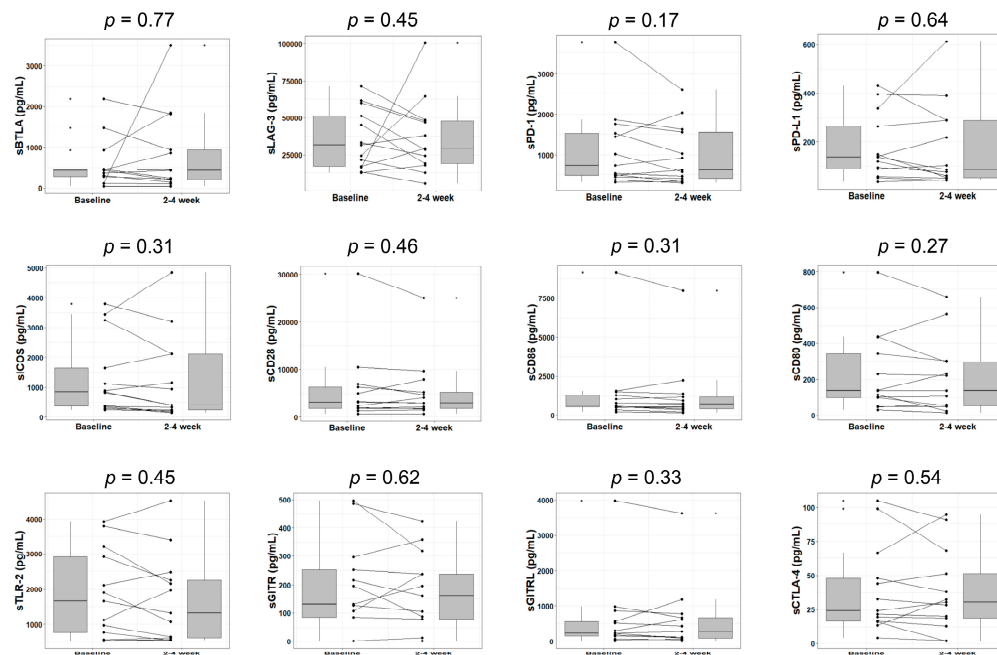 p = 0.77
p = 0.45
p = 0.17
p = 0.64
sBTLA (pg/mL)
3000
2000
1000
0
Baseline
2-4 week
sLAG-3 (pg/mL)
100000
75000
50000
25000
Baseline
2-4 week
sPD-1 (pg/mL)
3000
2000
1000
0
Baseline
2-4 week
sPD-L1 (pg/mL)
600
400
200
0
Baseline
2-4 week
p = 0.31
p = 0.46
p = 0.31
p = 0.27
sICOS (pg/mL)
5000
4000
3000
2000
1000
0
Baseline
2-4 week
sCD28 (pg/mL)
30000
20000
10000
0
Baseline
2-4 week
sCD86 (pg/mL)
7500
5000
2500
0
Baseline
2-4 week
sCD80 (pg/mL)
800
600
400
200
0
Baseline
2-4 week
p = 0.45
p = 0.62
p = 0.33
p = 0.54
sTLR-2 (pg/mL)
4000
3000
2000
1000
Baseline
2-4 week
sGITR (pg/mL)
500
400
300
200
100
0
Baseline
2-4 week
sGITRL (pg/mL)
4000
3000
2000
1000
500
0
Baseline
2-4 week
sCTLA-4 (pg/mL)
100
75
50
25
0
Baseline
2-4 week